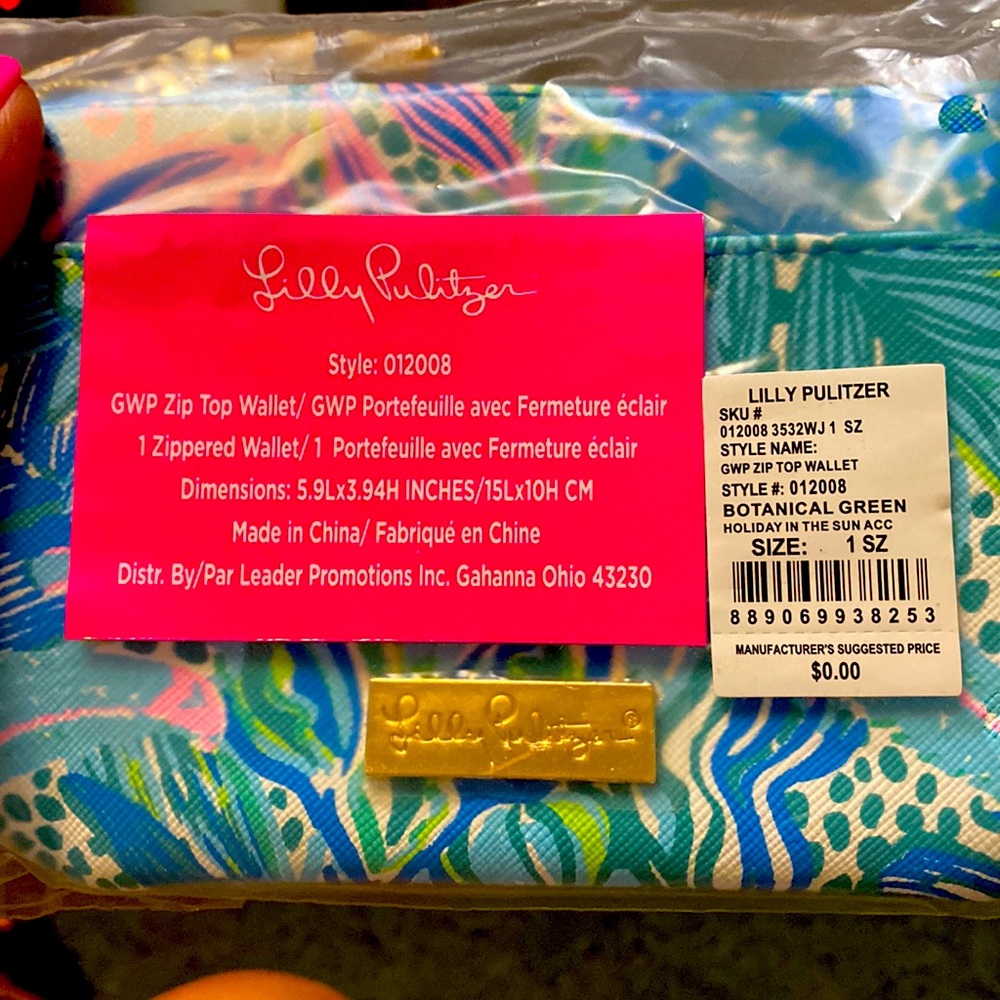 Lilly Pulitzer
Style: 012008
GWP Zip Top Wallet/ GWP Portefeuille avec Fermeture éclair
1 Zippered Wallet/ 1 Portefeuille avec Fermeture éclair
Dimensions: 5.9Lx3.94H INCHES/15Lx10H CM
Made in China/ Fabriqué en Chine
Distr. By/Par Leader Promotions Inc. Gahanna Ohio 43230
LILLY PULITZER
SKU #
012008 3532WJ 1 SZ
STYLE NAME:
GWP ZIP TOP WALLET
STYLE #: 012008
BOTANICAL GREEN
HOLIDAY IN THE SUN ACC
SIZE: 1 SZ
889069938253
MANUFACTURER'S SUGGESTED PRICE
$0.00
Lilly Pulitzer®